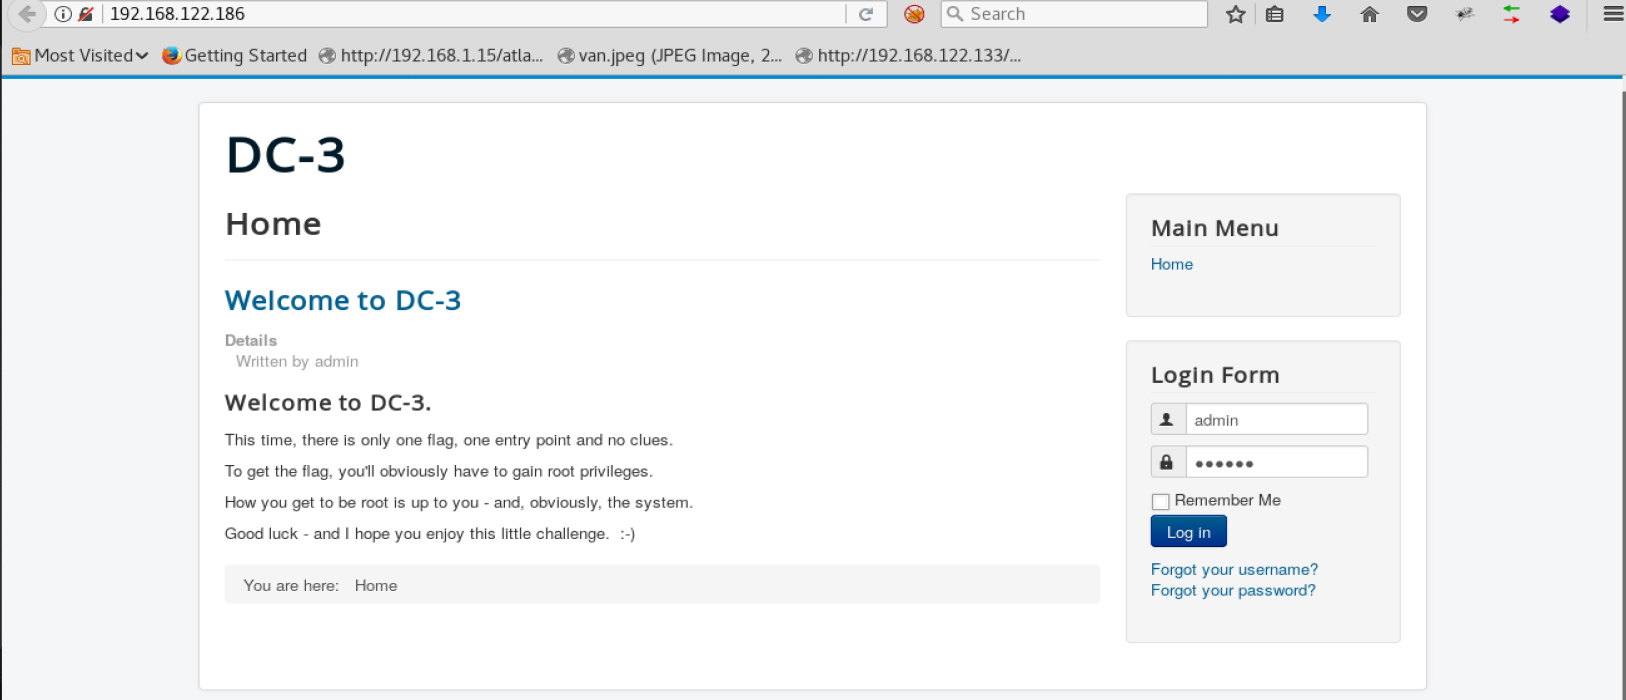 192.168.122.186
Search
Most Visited
Getting Started
http://192.168.1.15/atla...
van.jpeg (JPEG Image, 2...
http://192.168.122.133/...
DC-3
Home
Welcome to DC-3
Details
Written by admin
Welcome to DC-3.
This time, there is only one flag, one entry point and no clues.
To get the flag, you'll obviously have to gain root privileges.
How you get to be root is up to you - and, obviously, the system.
Good luck - and I hope you enjoy this little challenge.  :-)
You are here: Home
Main Menu
Home
Login Form
admin
••••••
Remember Me
Log in
Forgot your username?
Forgot your password?